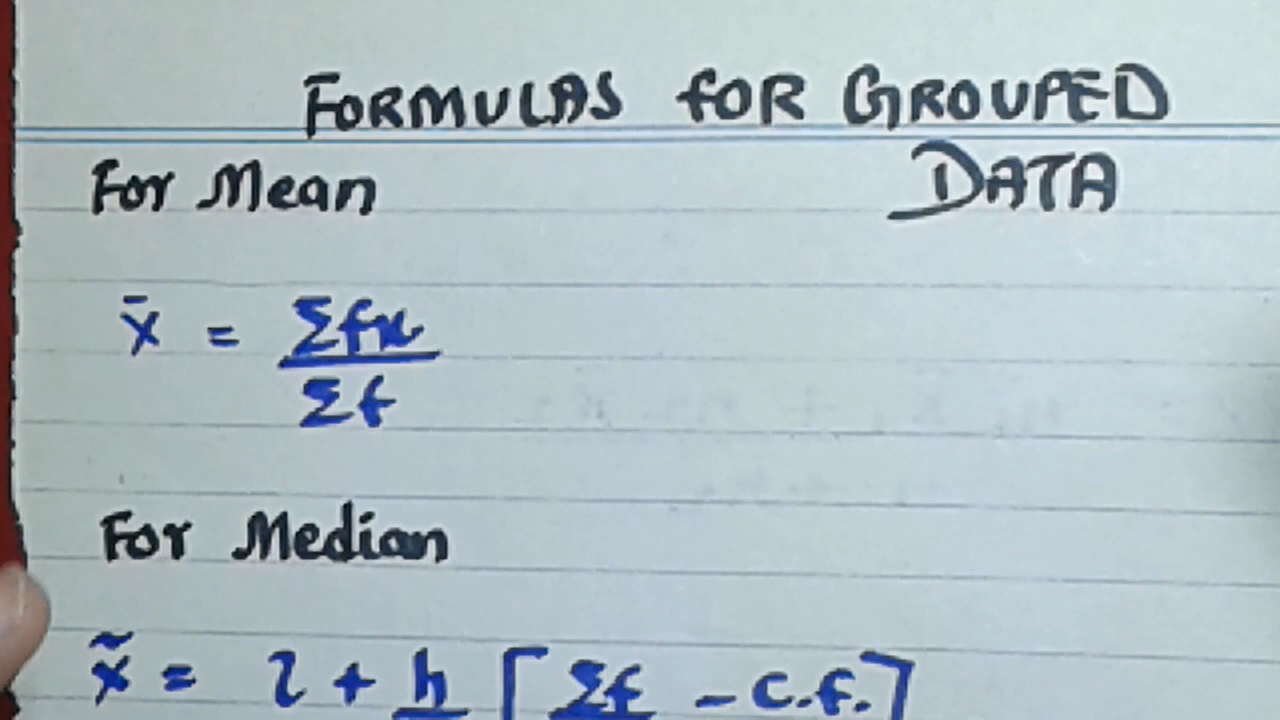 FORMULAS FOR GROUPED
DATA
For Mean
x̄ = Σfx
Σf
For Median
x̃ = l + h [ Σf - C.f. ]